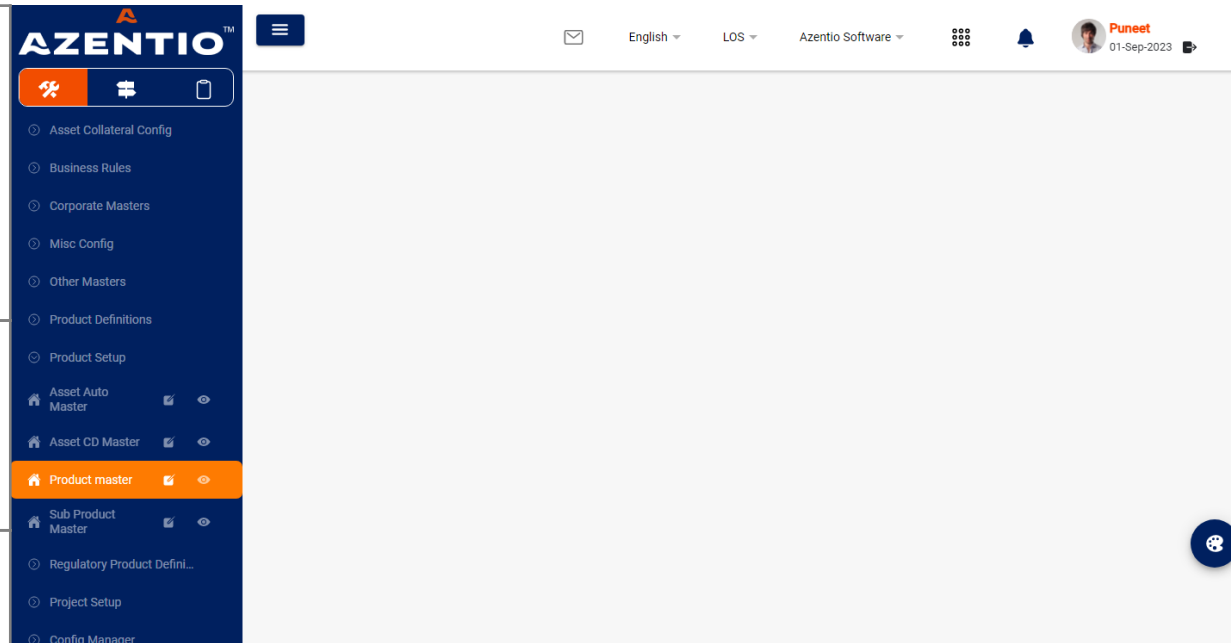 AZENTIO™
English
LOS
Azentio Software
Puneet
01-Sep-2023
Asset Collateral Config
Business Rules
Corporate Masters
Misc Config
Other Masters
Product Definitions
Product Setup
Asset Auto
Master
Asset CD Master
Product master
Sub Product
Master
Regulatory Product Defini...
Project Setup
Config Manager